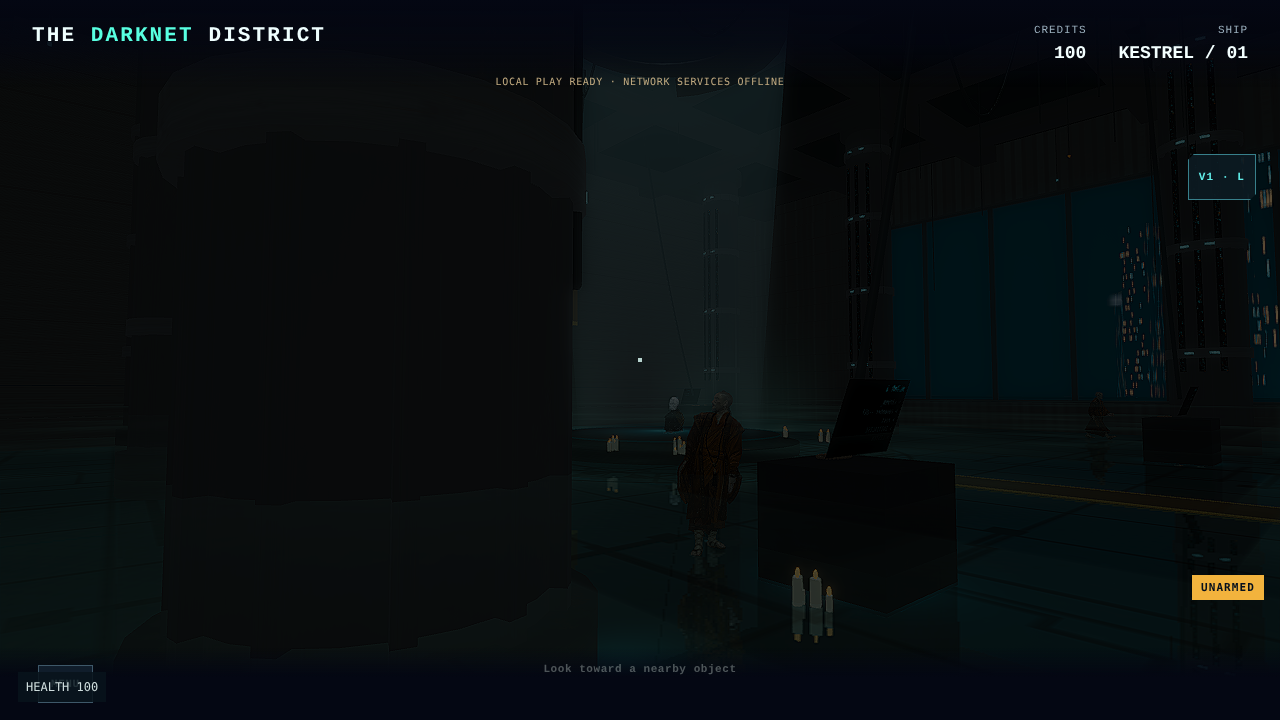 THE DARKNET DISTRICT
CREDITS
100
SHIP
KESTREL / 01
LOCAL PLAY READY · NETWORK SERVICES OFFLINE
V1 · L
UNARMED
Look toward a nearby object
HEALTH 100